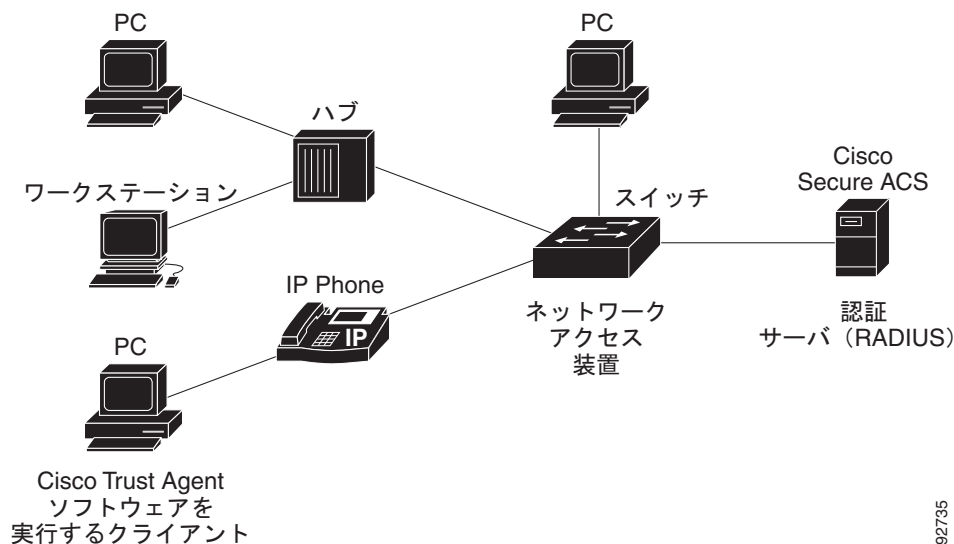 PC
PC
ハブ
Cisco
Secure ACS
ワークステーション
スイッチ
IP Phone
IP
ネットワーク
アクセス
装置
認証
サーバ（RADIUS）
PC
Cisco Trust Agent
ソフトウェアを
実行するクライアント
92735